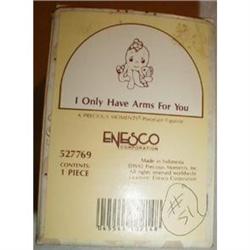 I Only Have Arms For You
A PRECIOUS MOMENTS Porcelain Figurine
ENESCO
CORPORATION
527769
CONTENTS:
1 PIECE
Made in Indonesia
Precious Moments, Inc.
All rights reserved worldwide
Licensee: Enesco Corporation